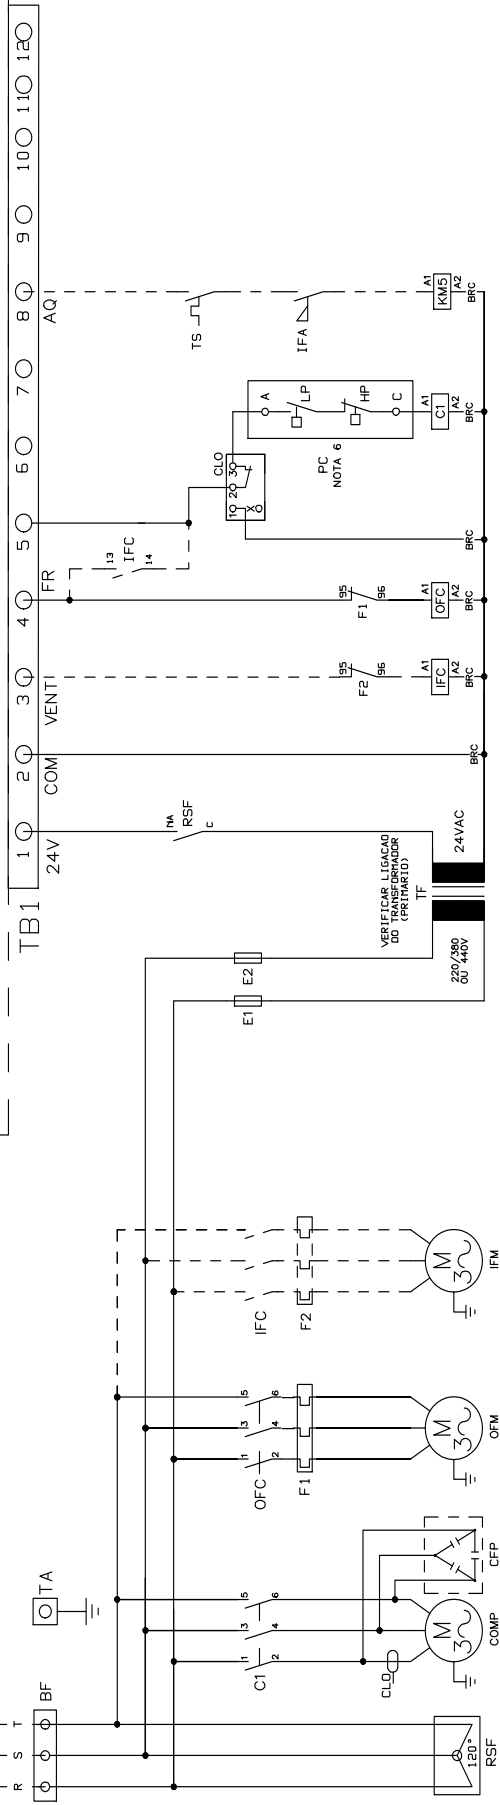 12
11
10
9
8
7
6
5
4
3
2
1
AQ
FR
VENT
COM
24V
TB1
TS
IFA
KM5
A1
A2
BRC
CLO
1
2
3
X
A
LP
HP
C
PC
NOTA 6
C1
A1
A2
BRC
BRC
13
14
IFC
95
96
F1
OFC
A1
A2
BRC
95
96
F2
IFC
A1
A2
BRC
BRC
NA
RSF
C
VERIFICAR LIGACAO
DO TRANSFORMADOR
(PRIMARIO)
TF
24VAC
220/380
OU 440V
E2
E1
IFC
F2
M
3
IFM
1
2
3
4
5
6
OFC
F1
M
3
OFM
TA
1
2
3
4
5
6
C1
CLO
CFP
M
3
COMP
BF
T
S
R
120°
RSF